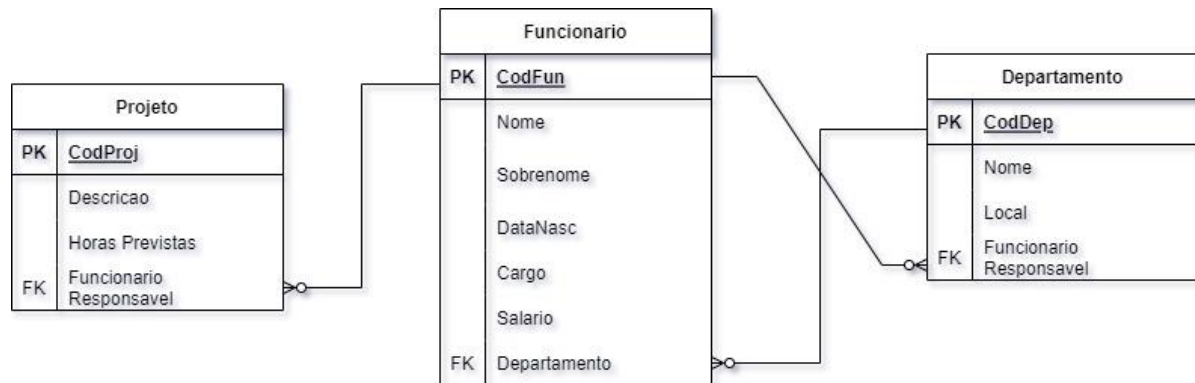 Projeto
PK CodProj
Descricao
Horas Previstas
FK Funcionario
Responsavel
Funcionario
PK CodFun
Nome
Sobrenome
DataNasc
Cargo
Salario
FK Departamento
Departamento
PK CodDep
Nome
Local
FK Funcionario
Responsavel